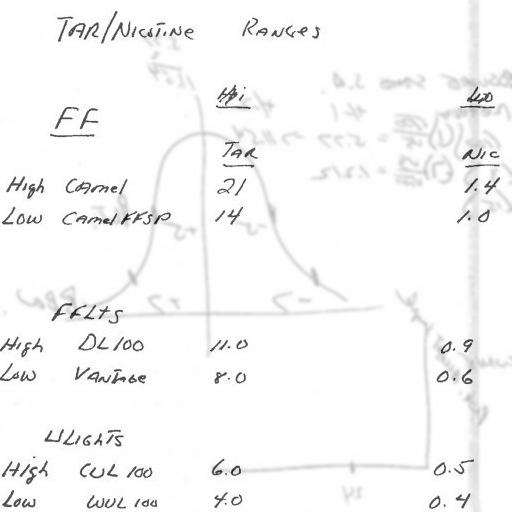 TAR/NICOTINE RANGES
FF
TAR NIC
High Camel 21 1.4
Low Camel FFSP 14 1.0
FFLTS
High DL100 11.0 0.9
Low VANTAGE 8.0 0.6
ULIGHTS
High CUL 100 6.0 0.5
Low WUL 100 4.0 0.4